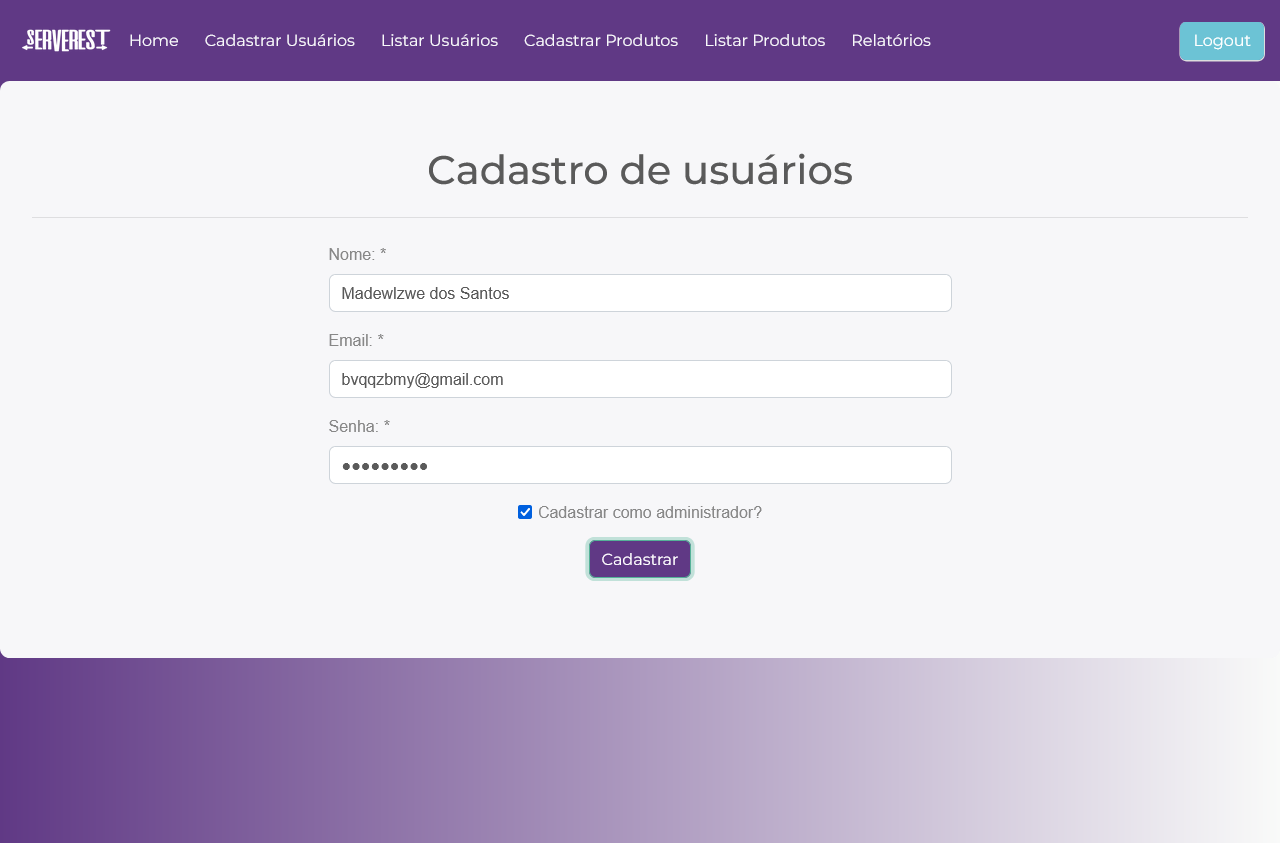 SERVEREST Home Cadastrar Usuários Listar Usuários Cadastrar Produtos Listar Produtos Relatórios Logout
Cadastro de usuários
Nome: *
Madewlzwe dos Santos
Email: *
bvqqzbmy@gmail.com
Senha: *
•••••••••
Cadastrar como administrador?
Cadastrar